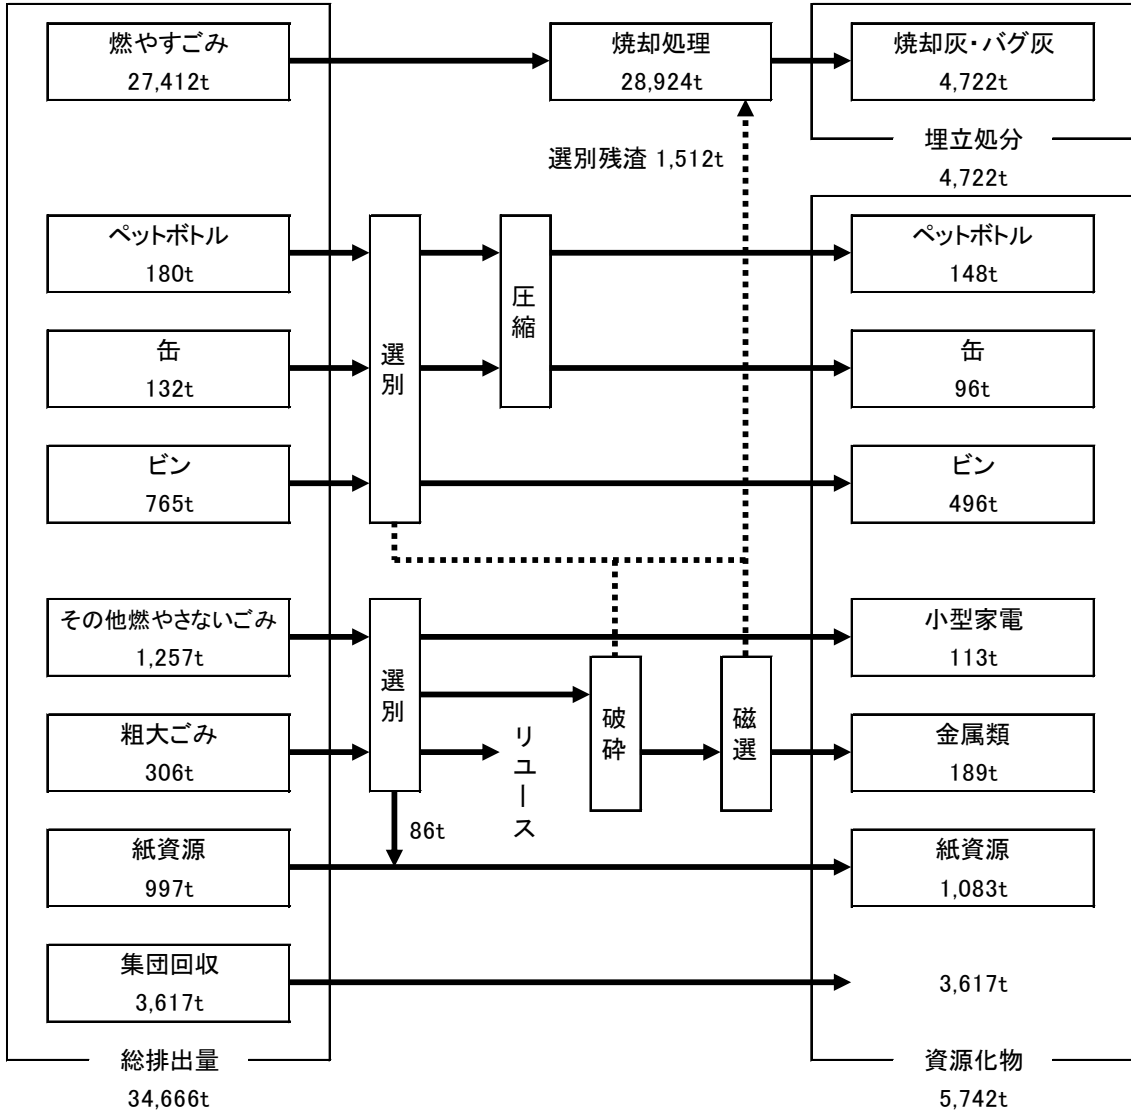 燃やすごみ
27,412t
焼却処理
28,924t
焼却灰・バグ灰
4,722t
埋立処分
4,722t
選別残渣 1,512t
ペットボトル
180t
選別
圧縮
ペットボトル
148t
缶
132t
缶
96t
ビン
765t
ビン
496t
その他燃やさないごみ
1,257t
選別
小型家電
113t
粗大ごみ
306t
リユース
破砕
磁選
金属類
189t
86t
紙資源
997t
紙資源
1,083t
集団回収
3,617t
3,617t
総排出量
34,666t
資源化物
5,742t